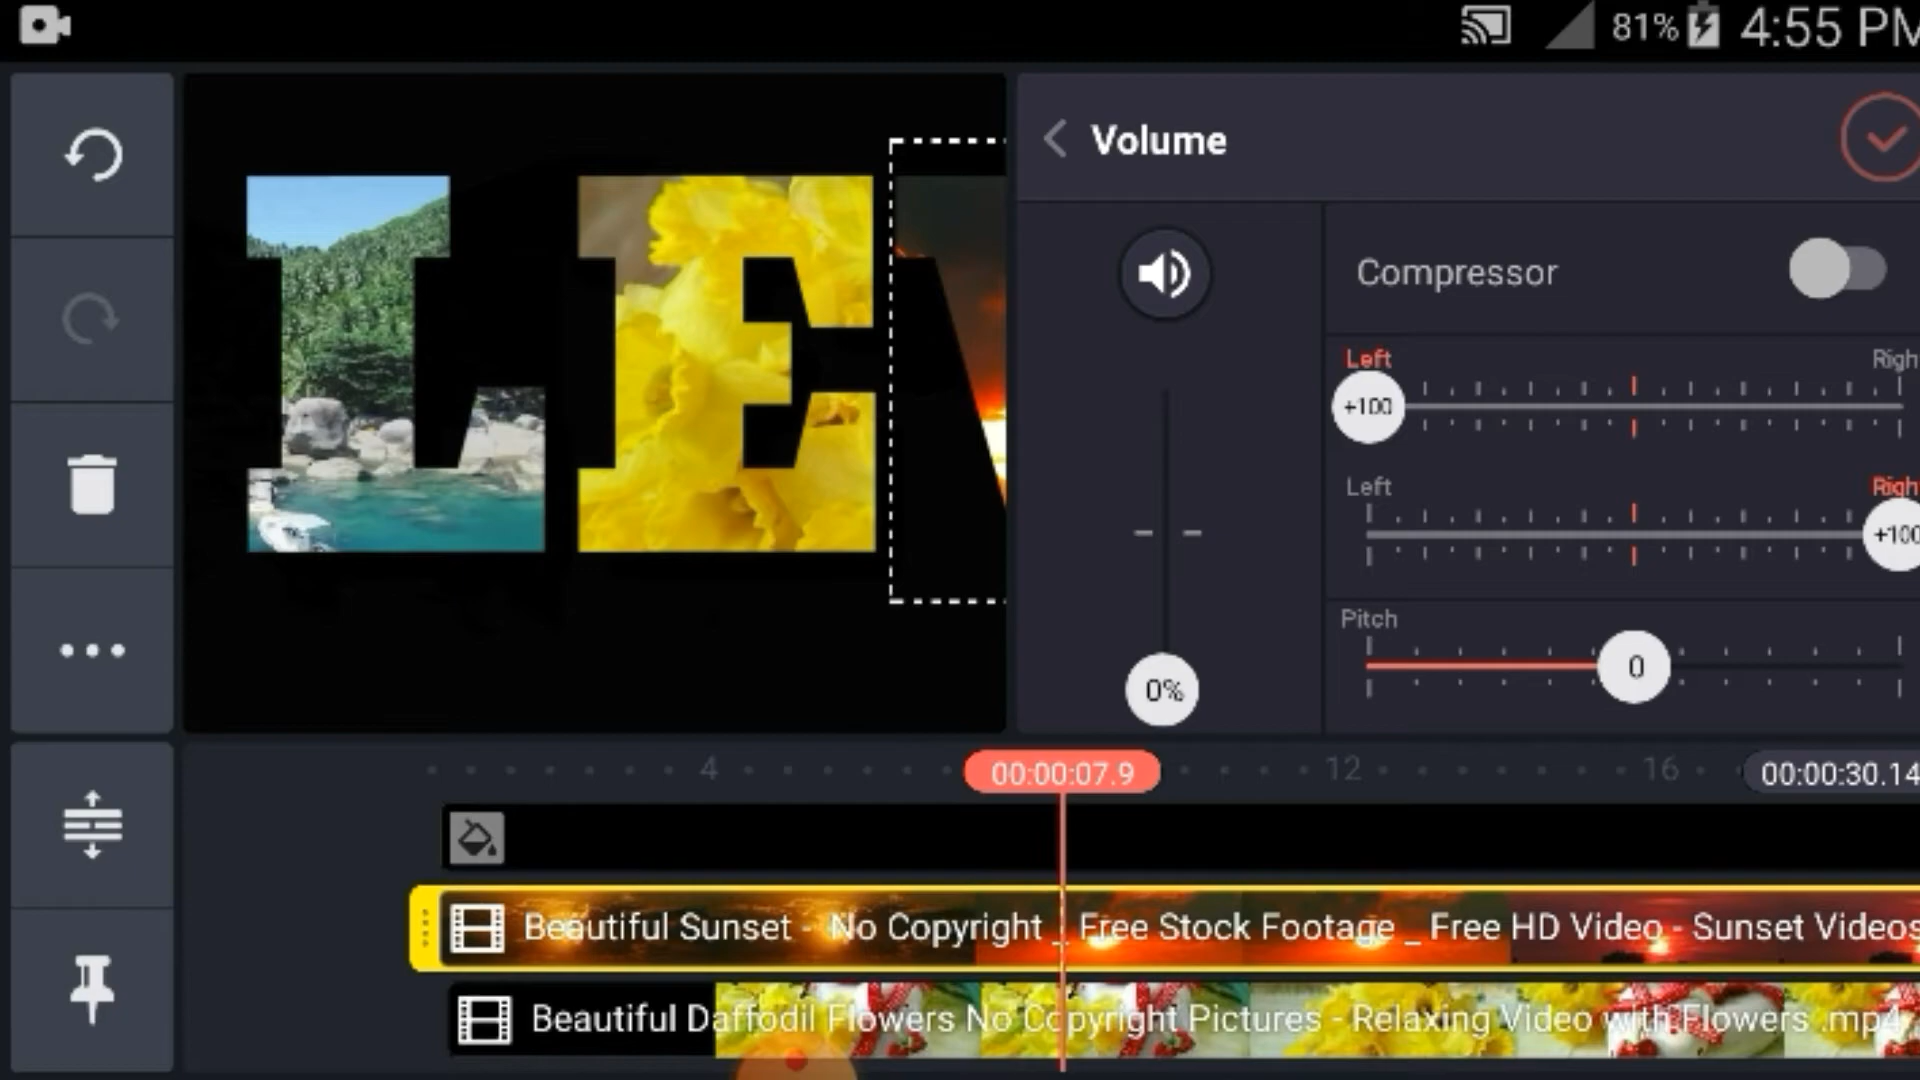 81% 4:55 PM
Volume
LE
Compressor
Left Righ
+100
Left Righ
+100
Pitch
0
0%
4 00:00:07.9 12 16 00:00:30.14
Beautiful Sunset - No Copyright _ Free Stock Footage _ Free HD Video - Sunset Videos
Beautiful Daffodil Flowers No Copyright Pictures - Relaxing Video with Flowers .mp4